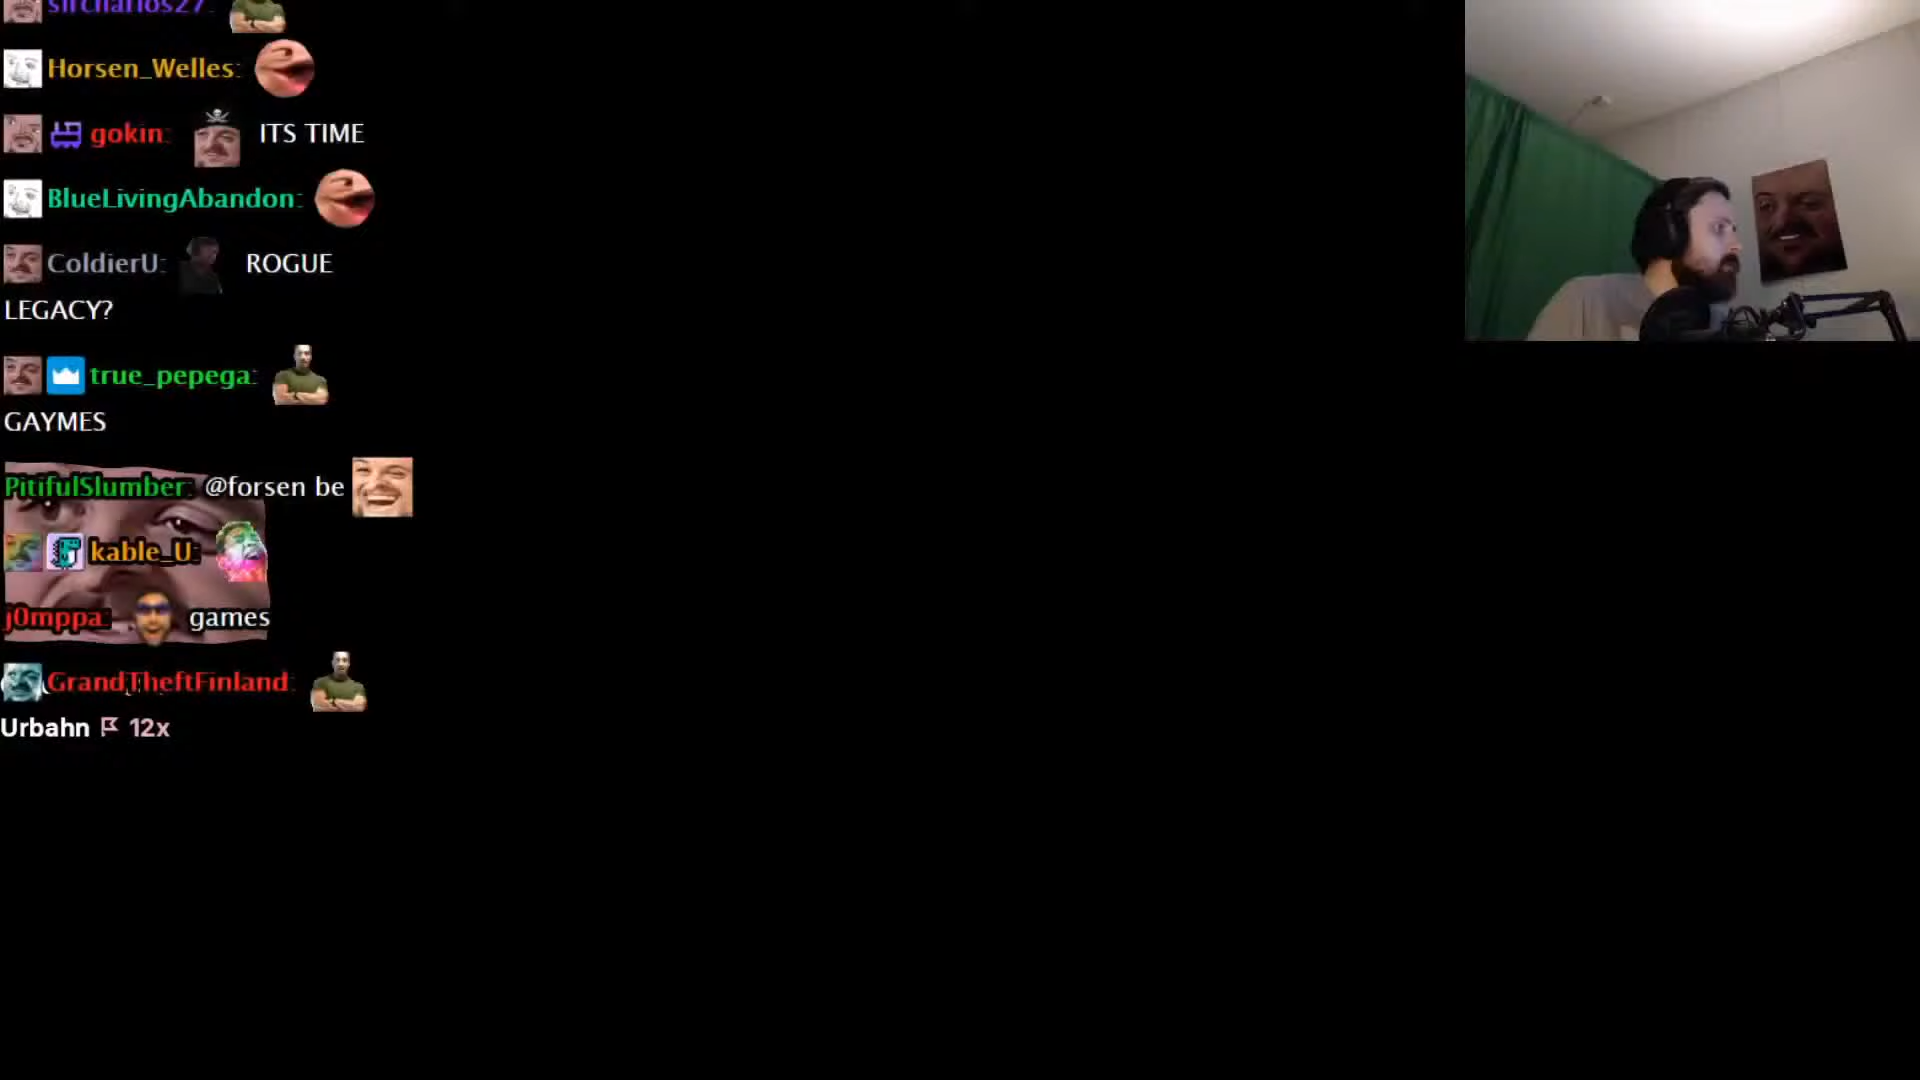 sircharlos27:
Horsen_Welles:
gokin: ITS TIME
BlueLivingAbandon:
ColdierU: ROGUE
LEGACY?
true_pepega:
GAYMES
PitifulSlumber: @forsen be
kable_U:
j0mppa: games
GrandTheftFinland:
Urbahn 12x